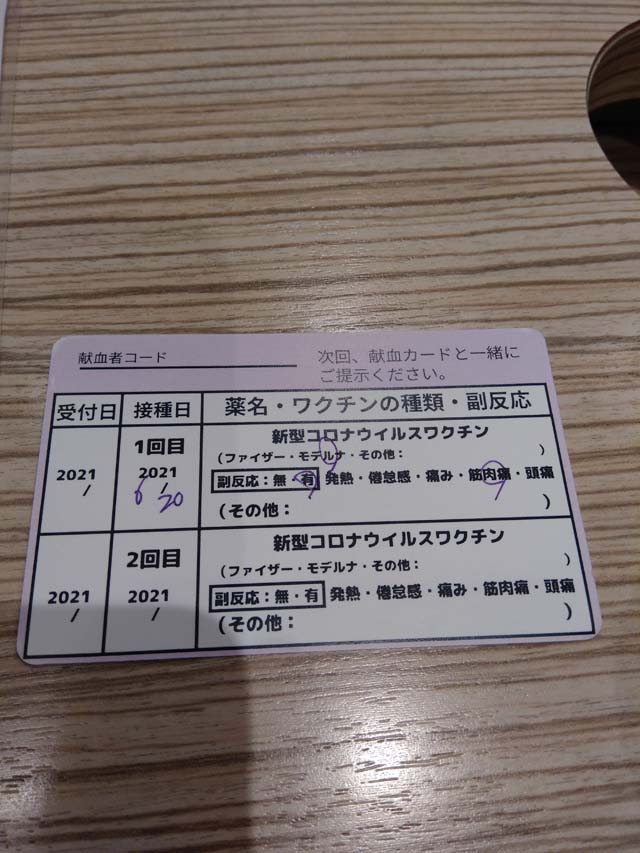 献血者コード
次回、献血カードと一緒に
ご提示ください。
受付日 接種日 薬名・ワクチンの種類・副反応
1回目
2021
/
2021
/
6 20
新型コロナウイルスワクチン
(ファイザー・モデルナ・その他: )
副反応:無・有 発熱・倦怠感・痛み・筋肉痛・頭痛
(その他: )
2回目
2021
/
2021
/
新型コロナウイルスワクチン
(ファイザー・モデルナ・その他: )
副反応:無・有 発熱・倦怠感・痛み・筋肉痛・頭痛
(その他: )